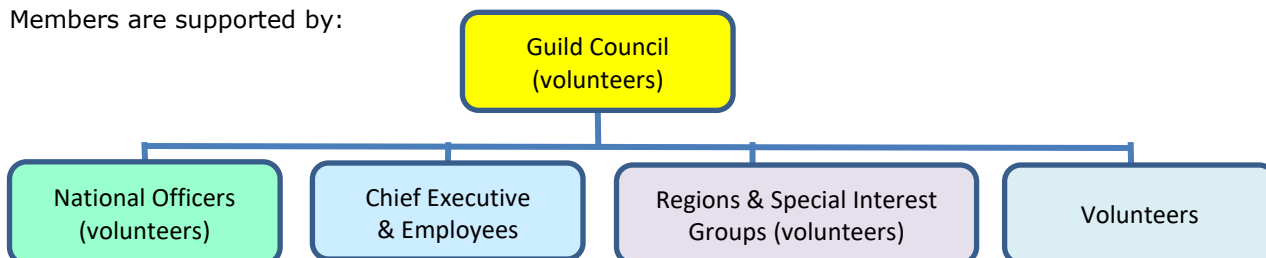 Members are supported by:
Guild Council
(volunteers)
National Officers
(volunteers)
Chief Executive
& Employees
Regions & Special Interest
Groups (volunteers)
Volunteers